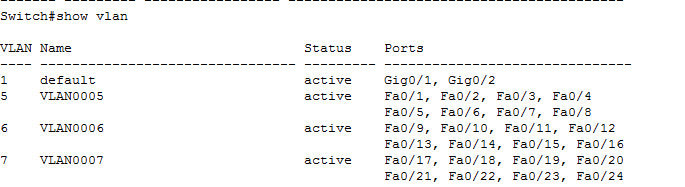 ------- --------- ----------------- ------- -----------------------------------------
Switch#show vlan
VLAN Name                             Status    Ports
---- -------------------------------- --------- -------------------------------
1    default                          active    Gig0/1, Gig0/2
5    VLAN0005                         active    Fa0/1, Fa0/2, Fa0/3, Fa0/4
                                                Fa0/5, Fa0/6, Fa0/7, Fa0/8
6    VLAN0006                         active    Fa0/9, Fa0/10, Fa0/11, Fa0/12
                                                Fa0/13, Fa0/14, Fa0/15, Fa0/16
7    VLAN0007                         active    Fa0/17, Fa0/18, Fa0/19, Fa0/20
                                                Fa0/21, Fa0/22, Fa0/23, Fa0/24